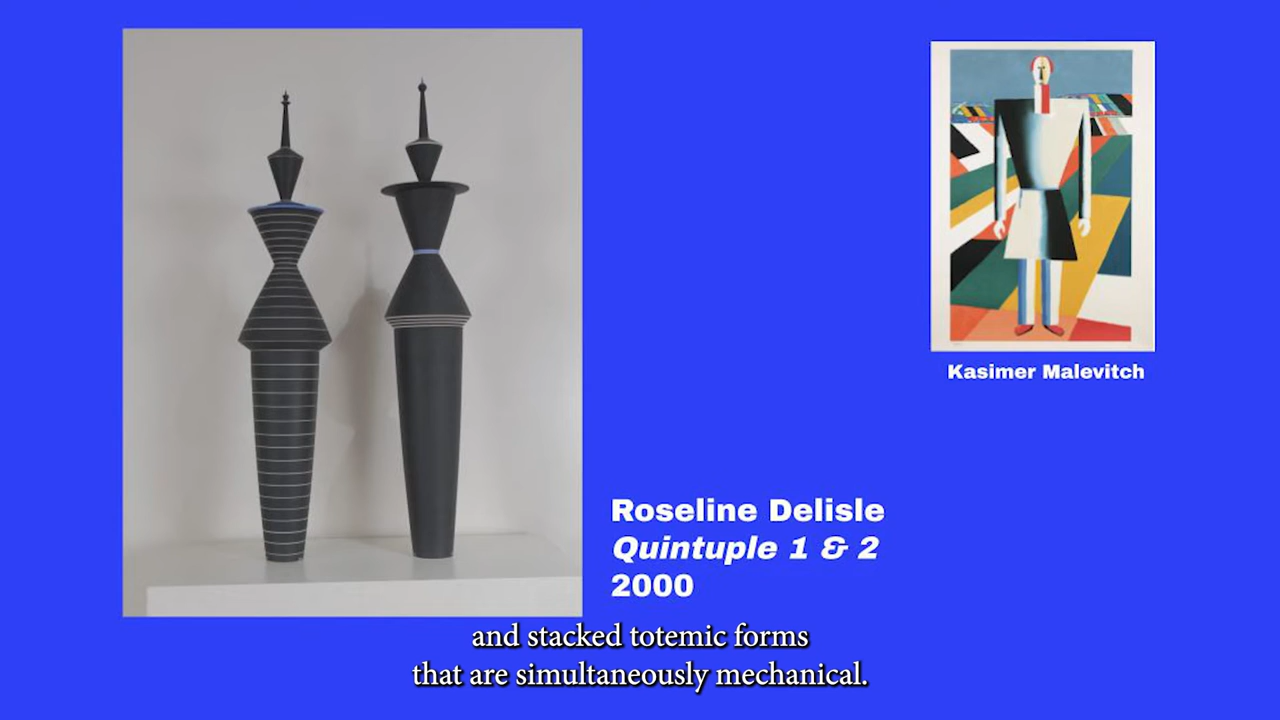 Kasimer Malevitch
Roseline Delisle
Quintuple 1 & 2
2000
and stacked totemic forms
that are simultaneously mechanical.